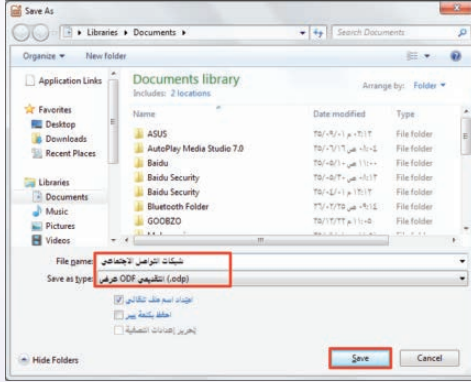 Save As
Libraries ▸ Documents ▸
Search Documents
Organize ▾ New folder
Application Links
Favorites
Desktop
Downloads
Recent Places
Libraries
Documents
Music
Pictures
Videos
Documents library
Includes: 2 locations
Arrange by: Folder ▾
Name Date modified Type
ASUS File folder
AutoPlay Media Studio 7.0 File folder
Baidu File folder
Baidu Security File folder
Baidu Security File folder
Bluetooth Folder File folder
GOOBZO File folder
File name: شبكات التواصل الاجتماعي
Save as type: عرض ODF التقديمي (.odp)
امتداد اسم ملف تلقائي
احفظ بكلمة سر
تحرير إعدادات التصفية
Hide Folders
Save
Cancel